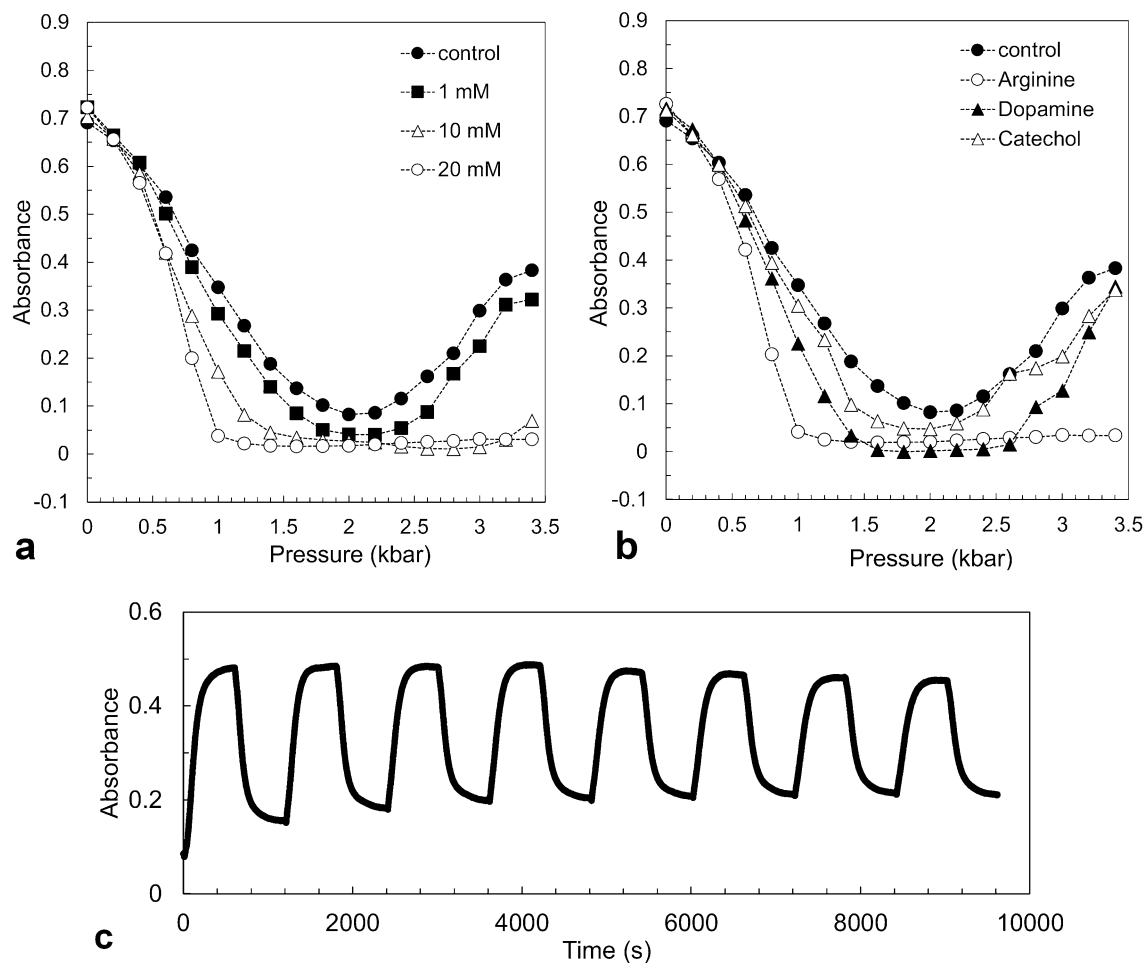 0.9
0.8
0.7
0.6
0.5
0.4
0.3
0.2
0.1
0
-0.1
Absorbance
control
1 mM
10 mM
20 mM
0 0.5 1 1.5 2 2.5 3 3.5
Pressure (kbar)
a
0.9
0.8
0.7
0.6
0.5
0.4
0.3
0.2
0.1
0
-0.1
Absorbance
control
Arginine
Dopamine
Catechol
0 0.5 1 1.5 2 2.5 3 3.5
Pressure (kbar)
b
0.6
0.4
0.2
0
Absorbance
0 2000 4000 6000 8000 10000
Time (s)
c